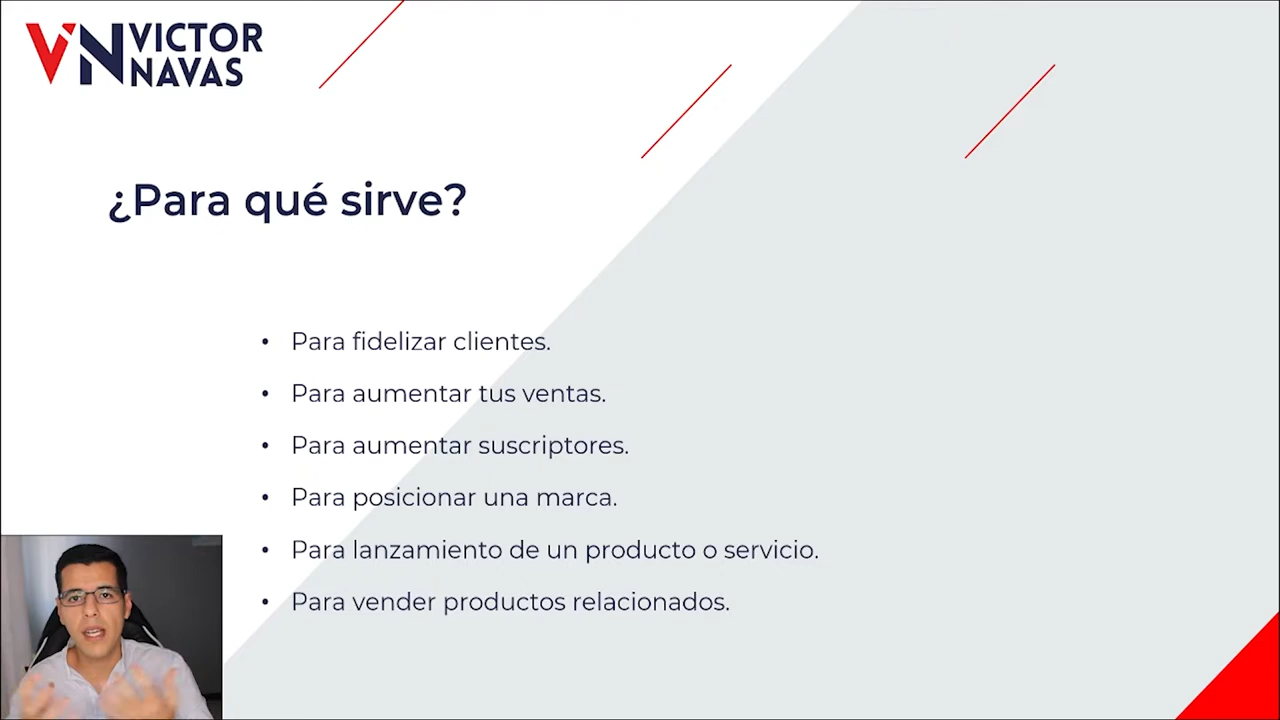 VN VICTOR
NAVAS
¿Para qué sirve?
• Para fidelizar clientes.
• Para aumentar tus ventas.
• Para aumentar suscriptores.
• Para posicionar una marca.
• Para lanzamiento de un producto o servicio.
• Para vender productos relacionados.